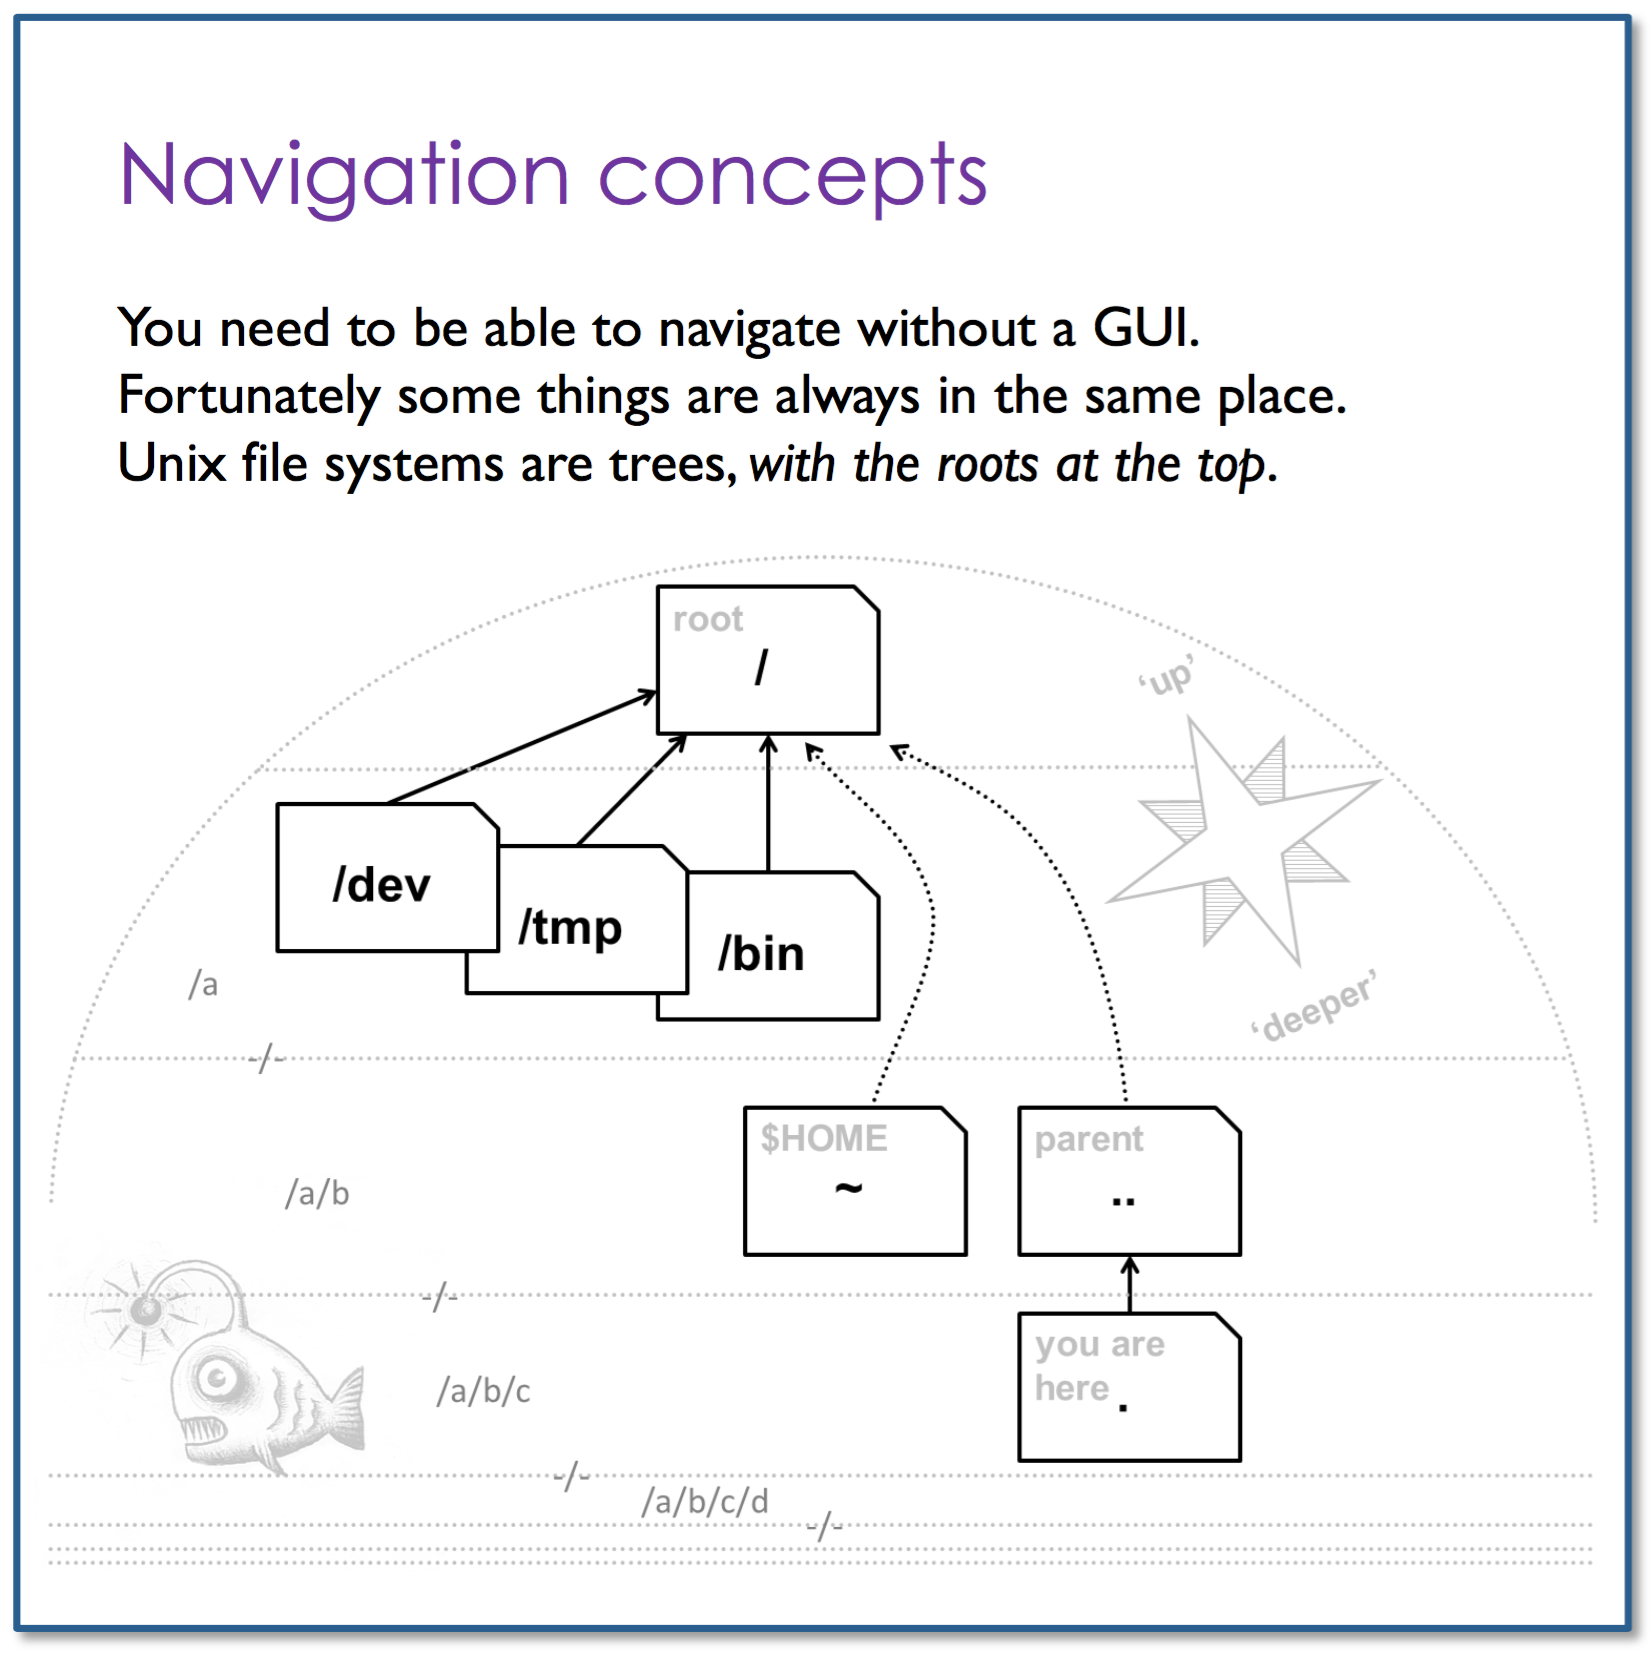 Navigation concepts
You need to be able to navigate without a GUI.
Fortunately some things are always in the same place.
Unix file systems are trees, with the roots at the top.
root
/
‘up’
/dev
/tmp
/bin
/a
‘deeper’
-/-
$HOME
~
parent
..
/a/b
-/-
you are
here .
/a/b/c
-/-
/a/b/c/d
-/-